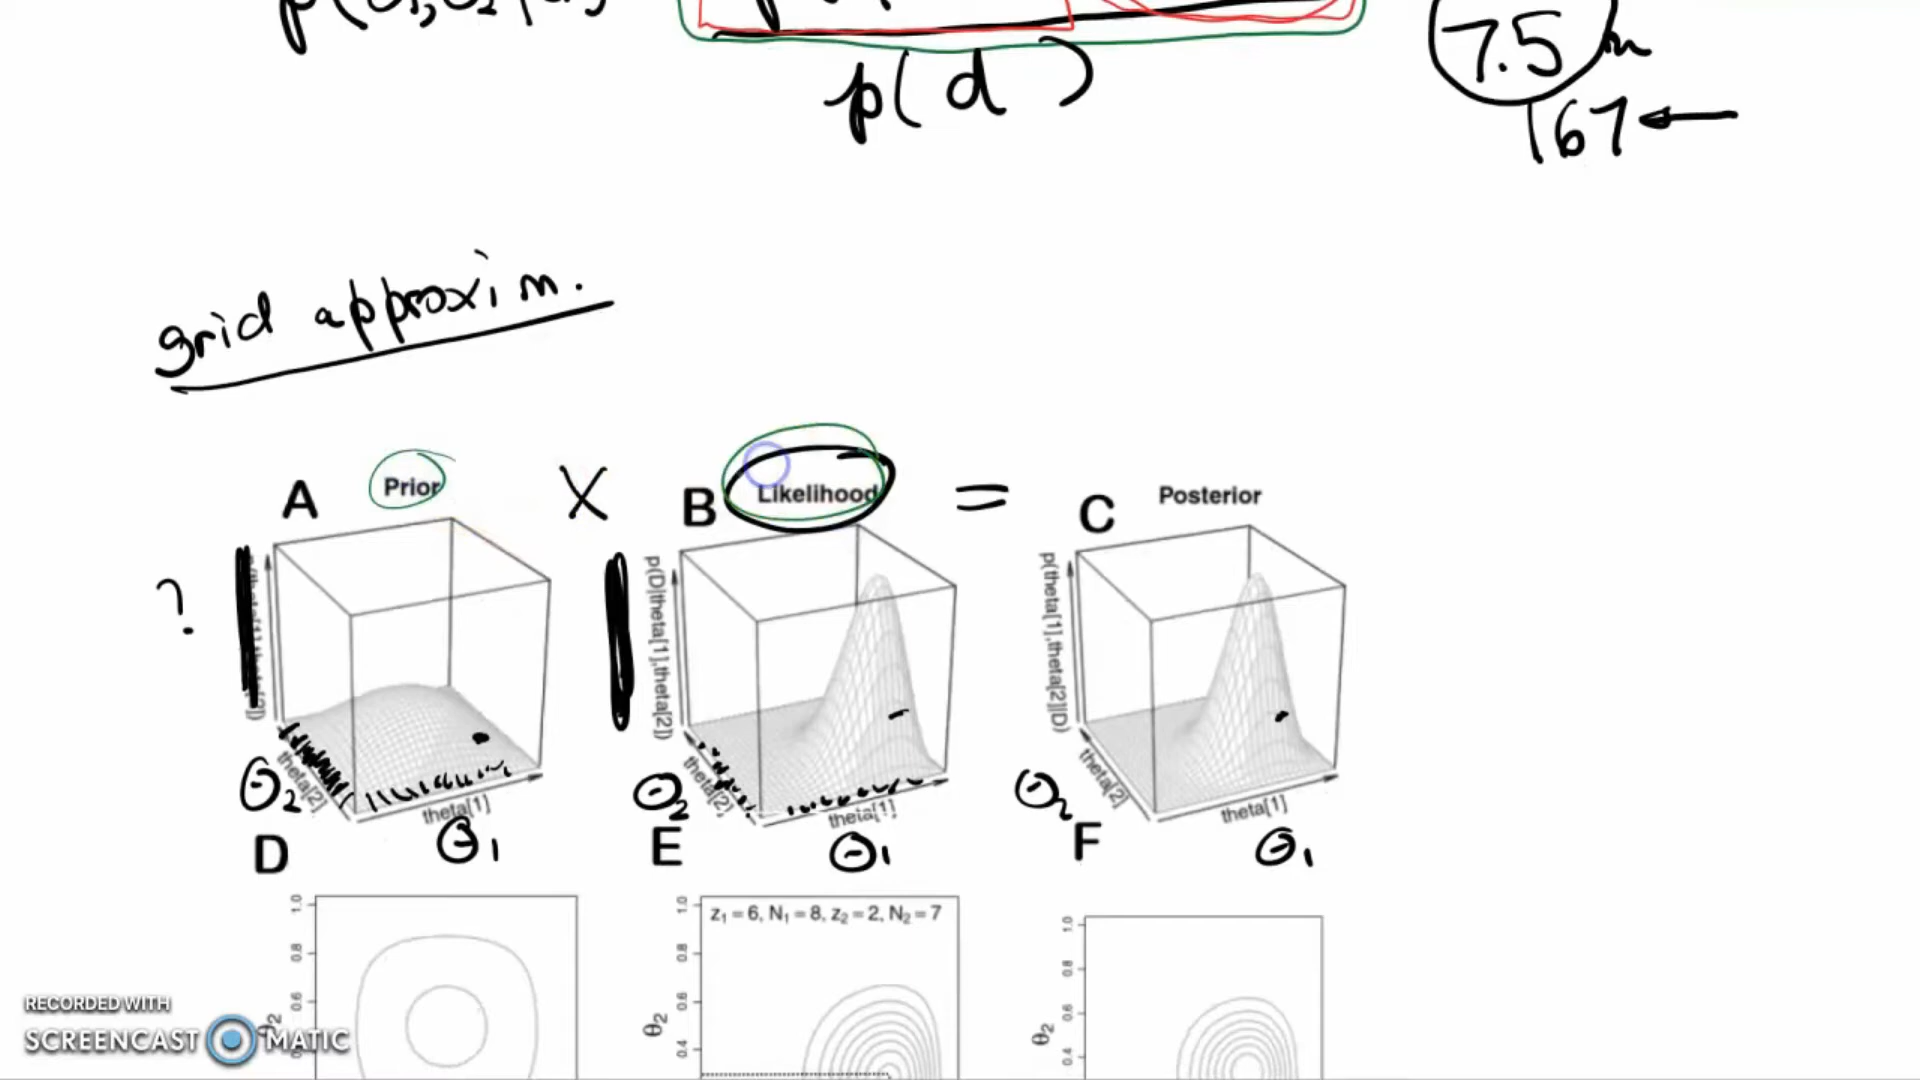 p( d )
7.5 m
167 ←
grid approxim.
A Prior X B Likelihood = C Posterior
?
p(D|theta[1],theta[2])
p(theta[1],theta[2]|D)
theta[2] theta[1]
theta[2] theta[1]
theta[2] theta[1]
Θ2 Θ1 Θ2 Θ1 Θ2 Θ1
D E F
1.0 0.8 0.6
z1 = 6, N1 = 8, z2 = 2, N2 = 7
1.0 0.8 0.6 0.4
θ2
1.0 0.8 0.6 0.4
θ2
RECORDED WITH
SCREENCAST MATIC